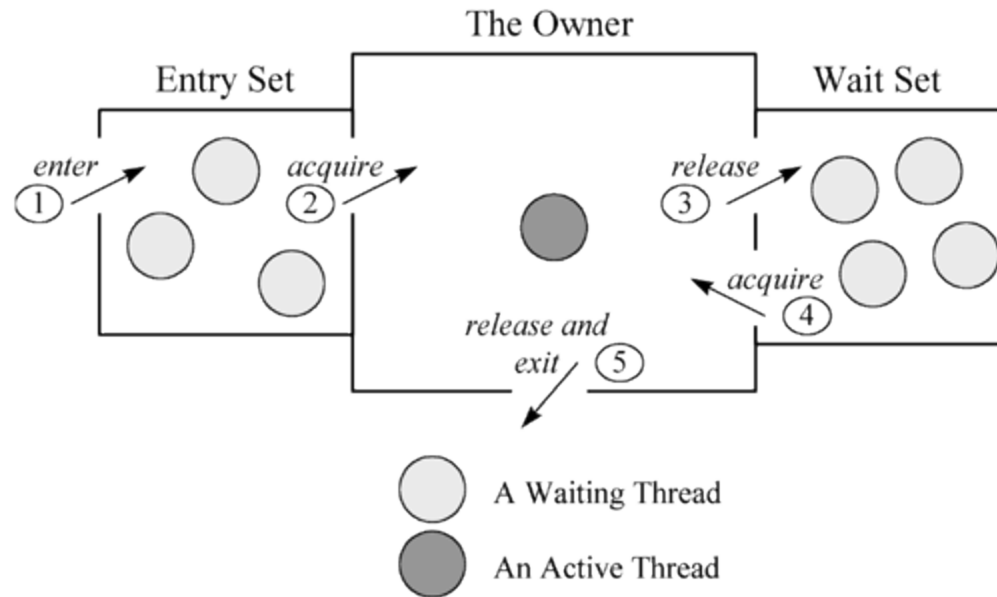 The Owner
Entry Set
Wait Set
enter
1
acquire
2
release
3
acquire
4
release and
exit
5
A Waiting Thread
An Active Thread